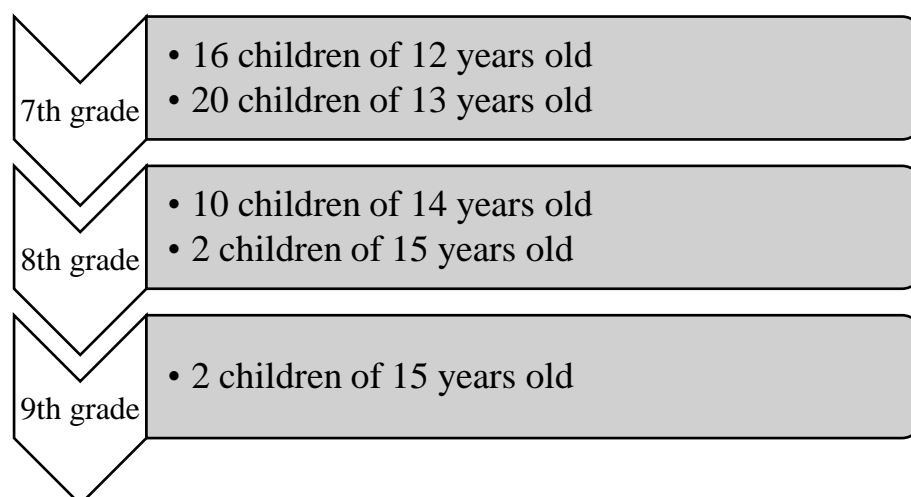 7th grade
• 16 children of 12 years old
• 20 children of 13 years old
8th grade
• 10 children of 14 years old
• 2 children of 15 years old
9th grade
• 2 children of 15 years old